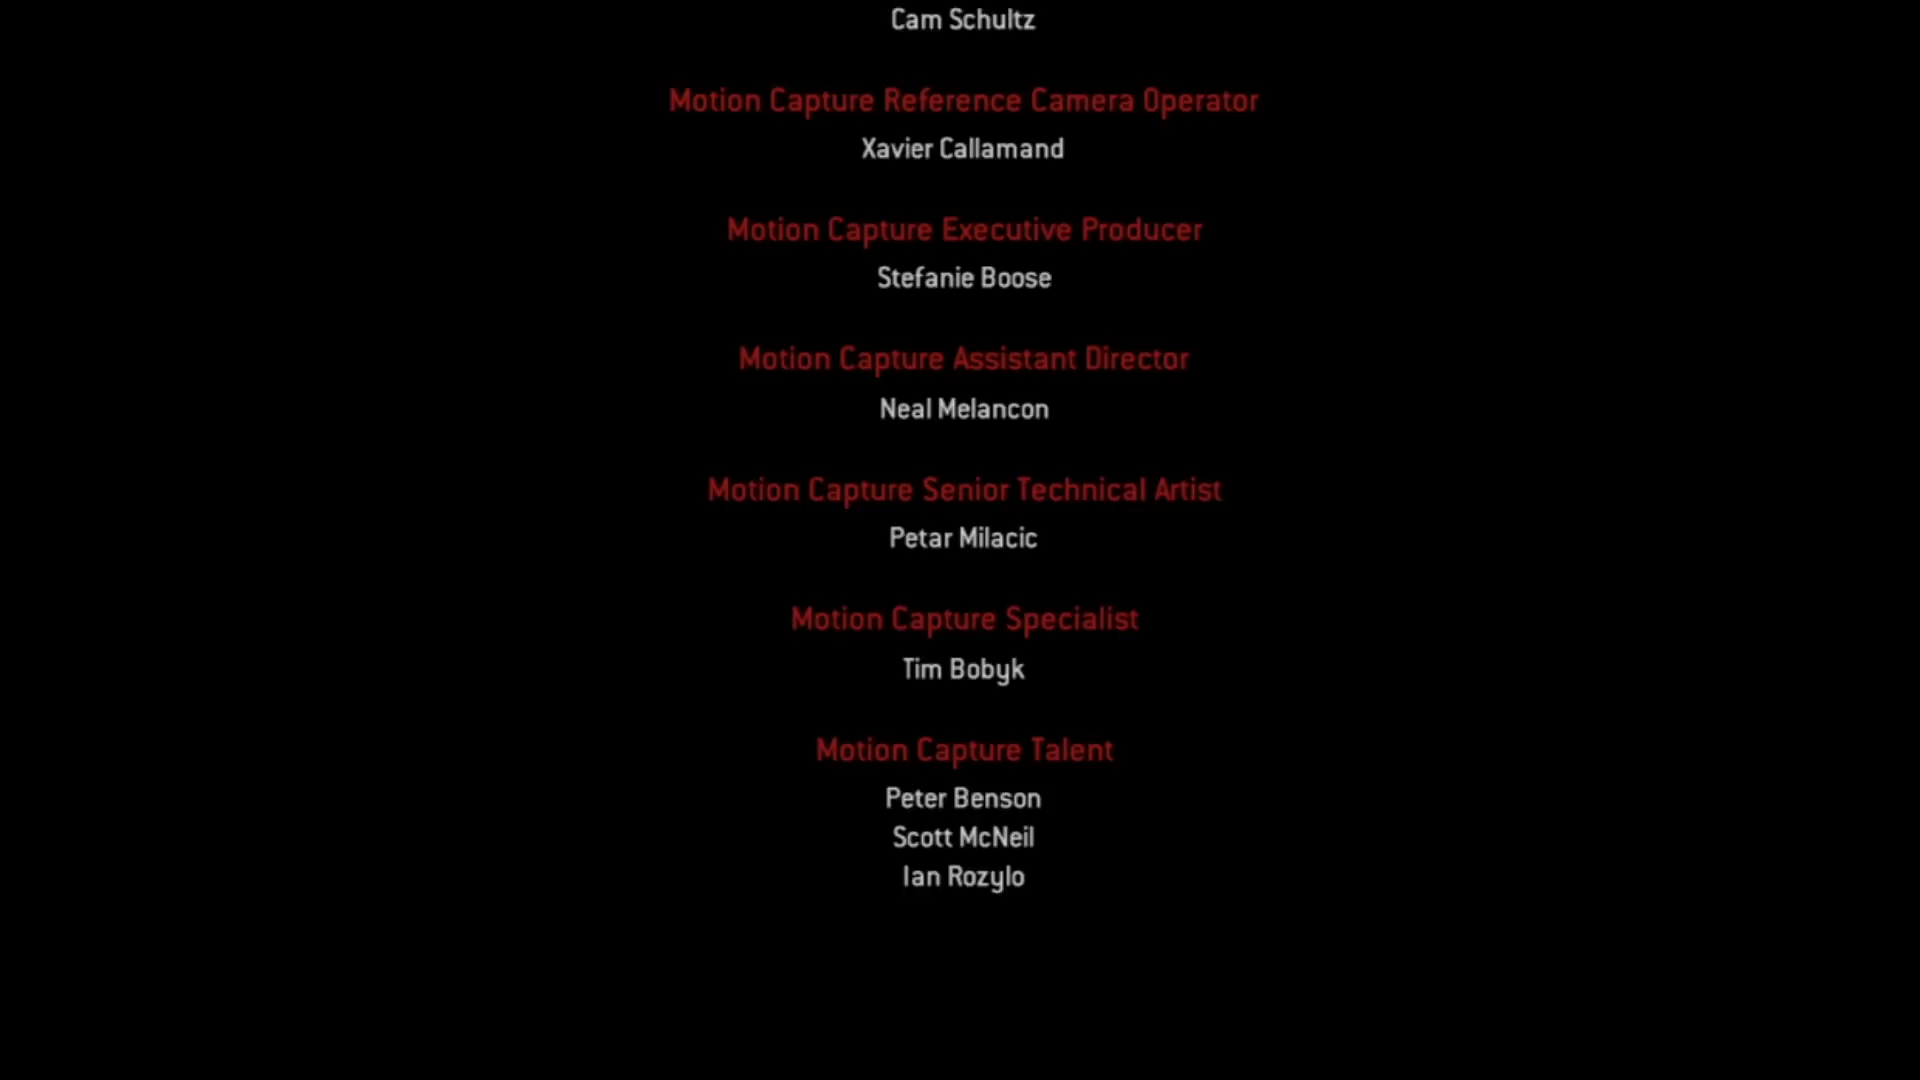 Cam Schultz
Motion Capture Reference Camera Operator
Xavier Callamand
Motion Capture Executive Producer
Stefanie Boose
Motion Capture Assistant Director
Neal Melancon
Motion Capture Senior Technical Artist
Petar Milacic
Motion Capture Specialist
Tim Bobyk
Motion Capture Talent
Peter Benson
Scott McNeil
Ian Rozylo